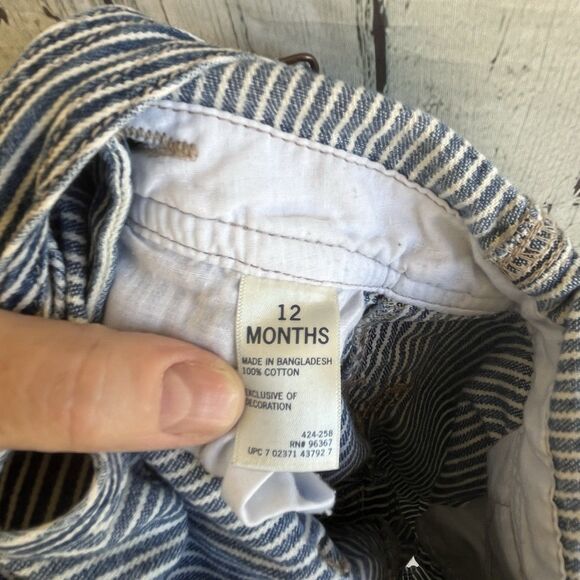 12
MONTHS
MADE IN BANGLADESH
100% COTTON
EXCLUSIVE OF
DECORATION
424-258
RN# 96367
UPC 7 02371 43792 7